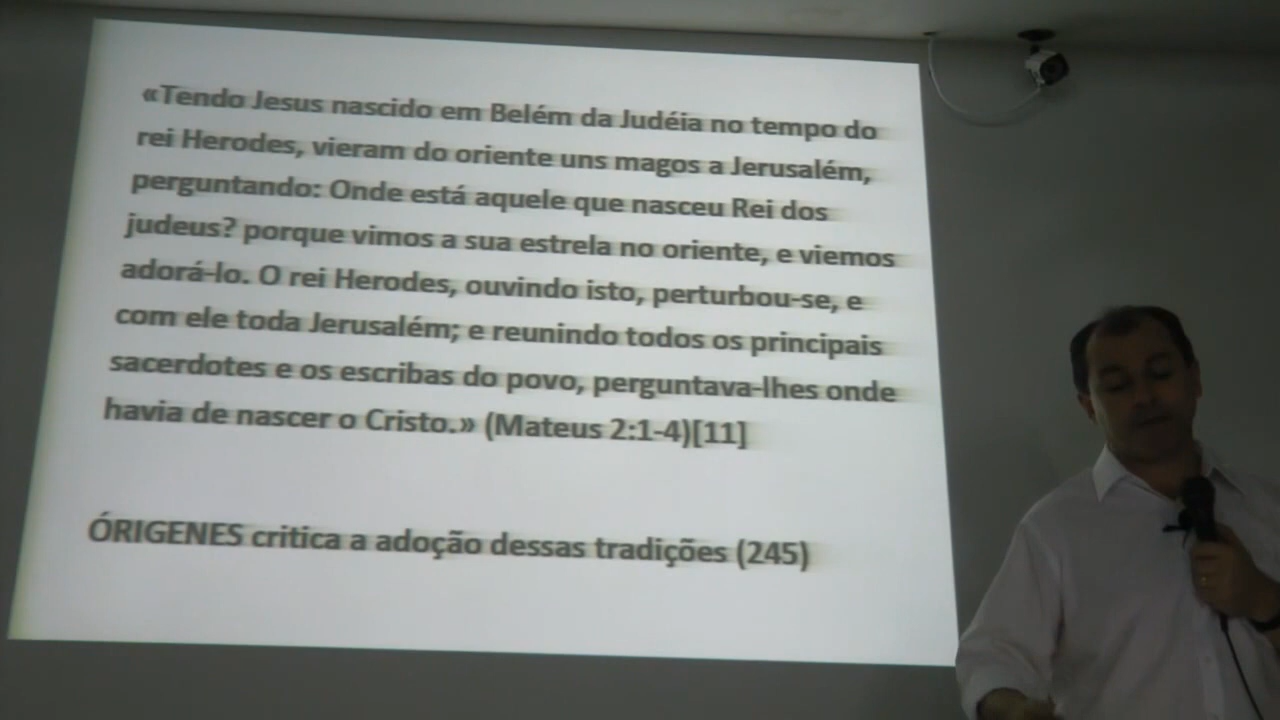 «Tendo Jesus nascido em Belém da Judéia no tempo do
rei Herodes, vieram do oriente uns magos a Jerusalém,
perguntando: Onde está aquele que nasceu Rei dos
judeus? porque vimos a sua estrela no oriente, e viemos
adorá-lo. O rei Herodes, ouvindo isto, perturbou-se, e
com ele toda Jerusalém; e reunindo todos os principais
sacerdotes e os escribas do povo, perguntava-lhes onde
havia de nascer o Cristo.» (Mateus 2:1-4)[11]
ÓRIGENES critica a adoção dessas tradições (245)